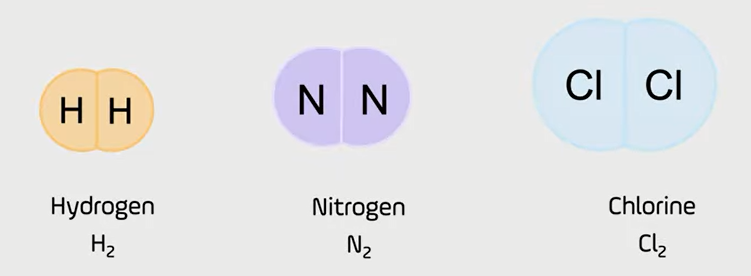 H H
N N
Cl Cl
Hydrogen
H₂
Nitrogen
N₂
Chlorine
Cl₂